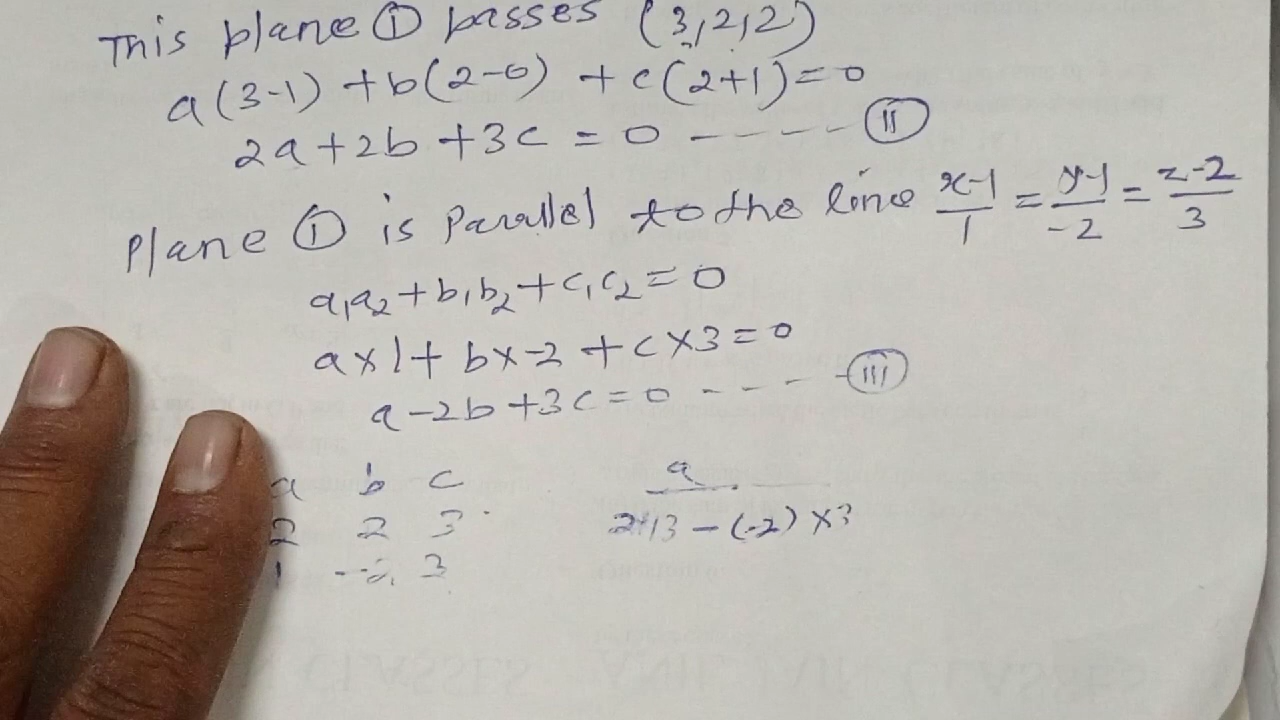 This plane ① passes (3,2,2)
a(3-1) + b(2-0) + c(2+1) = 0
2a + 2b + 3c = 0 ----- Ⓘⅈ
Plane ① is Parallel to the line x-1/1 = y-1/-2 = z-2/3
a₁a₂ + b₁b₂ + c₁c₂ = 0
a×1 + b×-2 + c×3 = 0
a - 2b + 3c = 0 ---- (iii)
a b c
2 2 3
1 -2 3
a
2×3 - (-2)×3